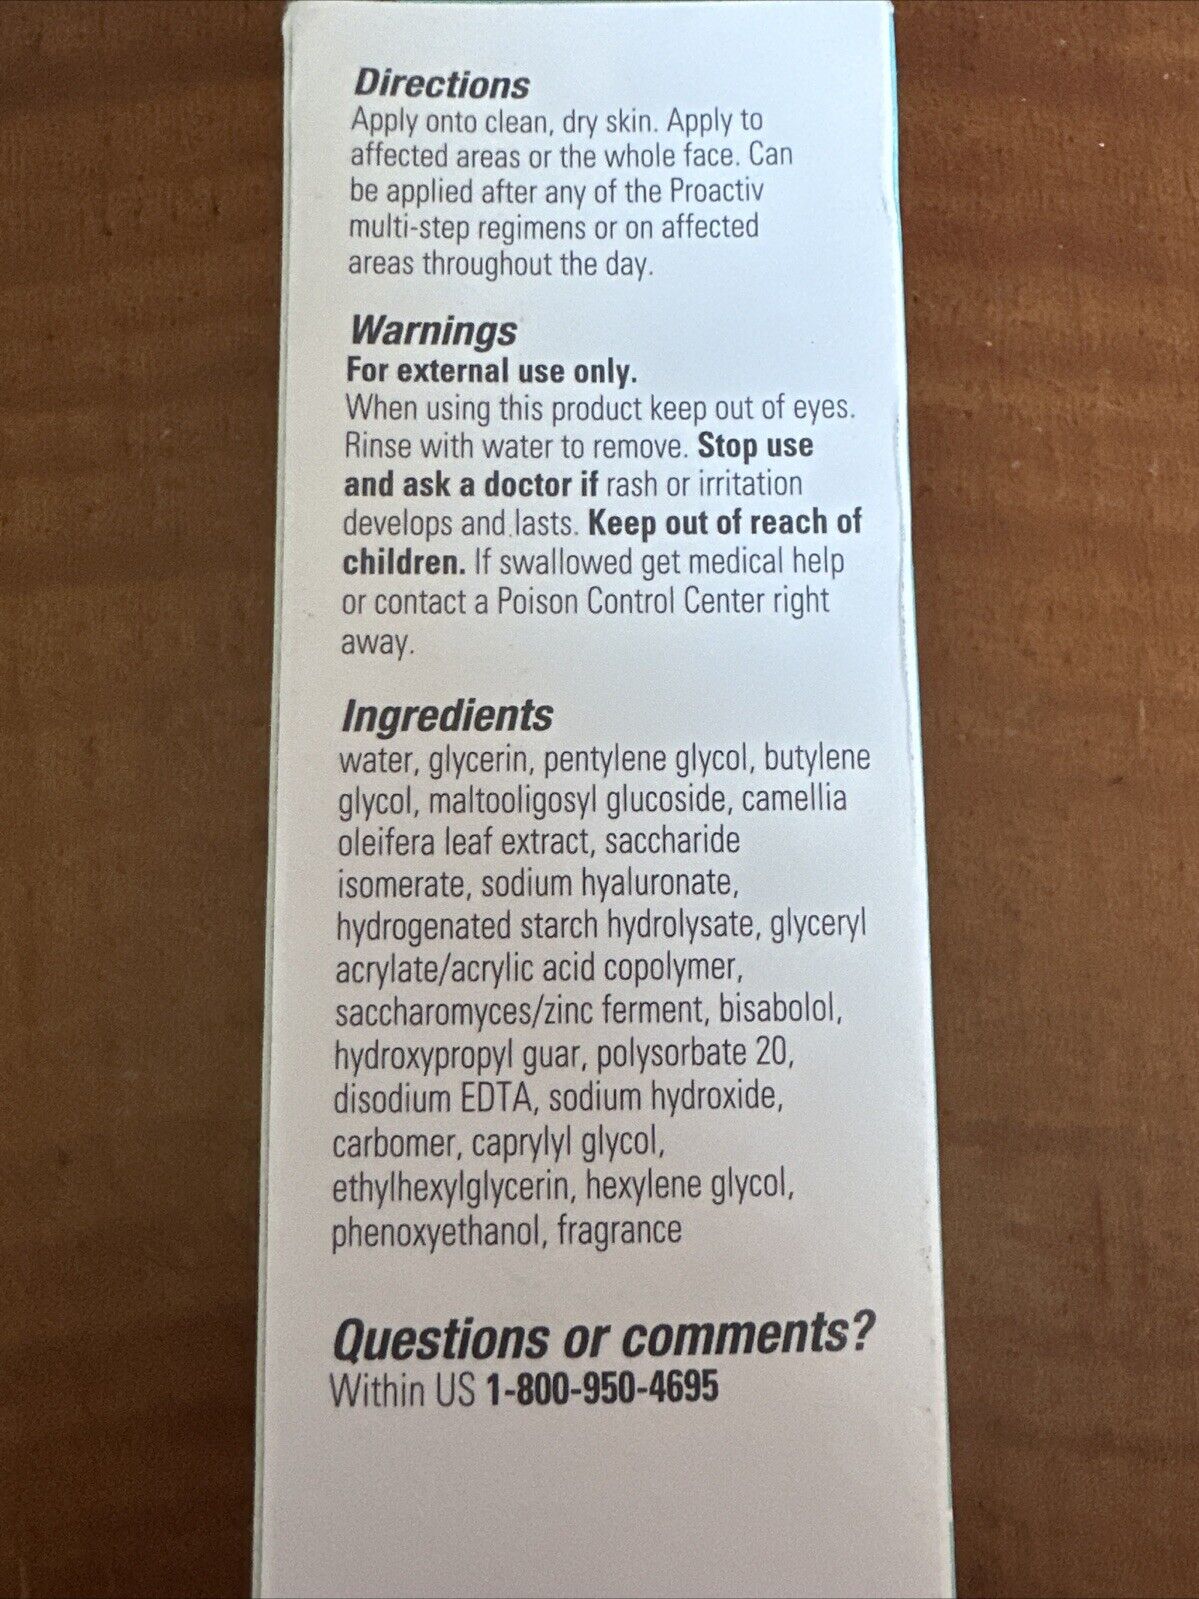 Directions
Apply onto clean, dry skin. Apply to
affected areas or the whole face. Can
be applied after any of the Proactiv
multi-step regimens or on affected
areas throughout the day.
Warnings
For external use only.
When using this product keep out of eyes.
Rinse with water to remove. Stop use
and ask a doctor if rash or irritation
develops and lasts. Keep out of reach of
children. If swallowed get medical help
or contact a Poison Control Center right
away.
Ingredients
water, glycerin, pentylene glycol, butylene
glycol, maltooligosyl glucoside, camellia
oleifera leaf extract, saccharide
isomerate, sodium hyaluronate,
hydrogenated starch hydrolysate, glyceryl
acrylate/acrylic acid copolymer,
saccharomyces/zinc ferment, bisabolol,
hydroxypropyl guar, polysorbate 20,
disodium EDTA, sodium hydroxide,
carbomer, caprylyl glycol,
ethylhexylglycerin, hexylene glycol,
phenoxyethanol, fragrance
Questions or comments?
Within US 1-800-950-4695